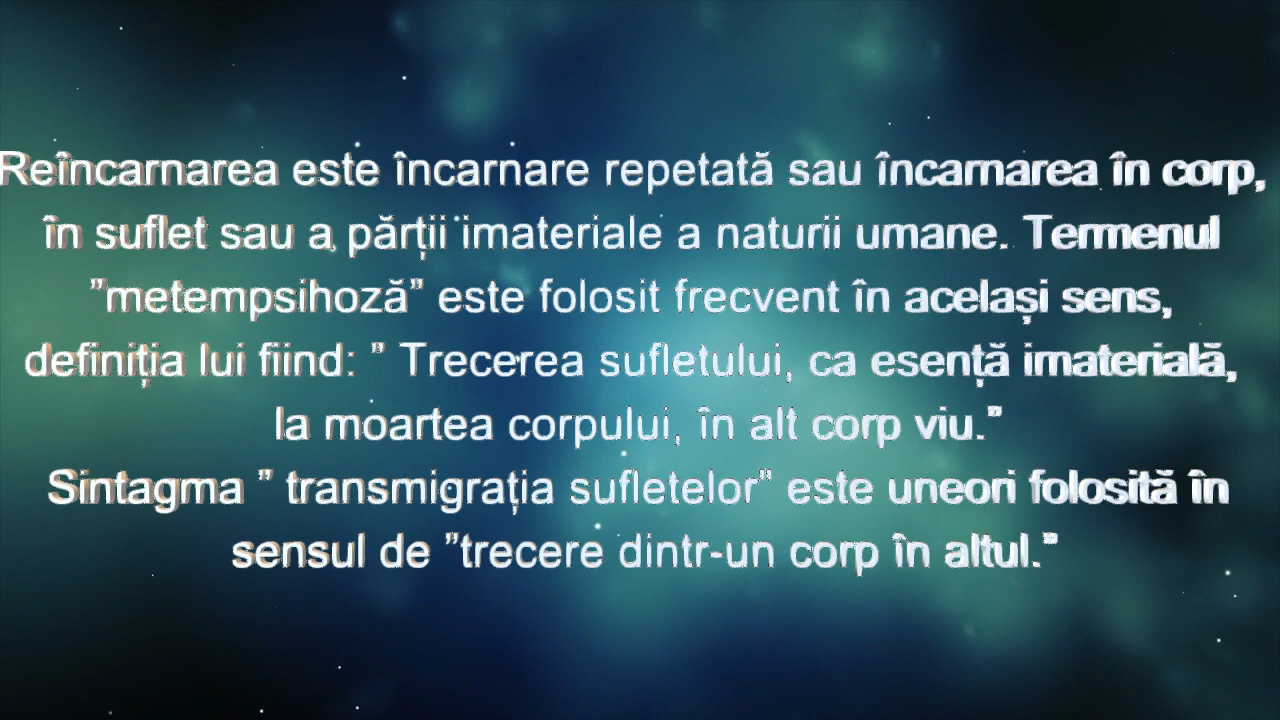 Reîncarnarea este încarnare repetată sau încarnarea în corp,
în suflet sau a părții imateriale a naturii umane. Termenul
”metempsihoză” este folosit frecvent în același sens,
definiția lui fiind: ” Trecerea sufletului, ca esență imaterială,
la moartea corpului, în alt corp viu.”
Sintagma ” transmigrația sufletelor” este uneori folosită în
sensul de ”trecere dintr-un corp în altul.”